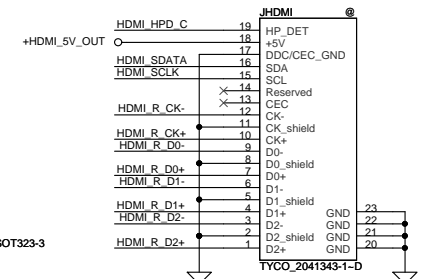 JHDMI @
HDMI_HPD_C 19 HP_DET
+HDMI_5V_OUT 18 +5V
17 DDC/CEC_GND
HDMI_SDATA 16 SDA
HDMI_SCLK 15 SCL
14 Reserved
13 CEC
HDMI_R_CK- 12 CK-
11 CK_shield
HDMI_R_CK+ 10 CK+
HDMI_R_D0- 9 D0-
8 D0_shield
HDMI_R_D0+ 7 D0+
HDMI_R_D1- 6 D1-
5 D1_shield
HDMI_R_D1+ 4 D1+ GND 23
HDMI_R_D2- 3 D2- GND 22
2 D2_shield GND 21
HDMI_R_D2+ 1 D2+ GND 20
SOT323-3
TYCO_2041343-1~D